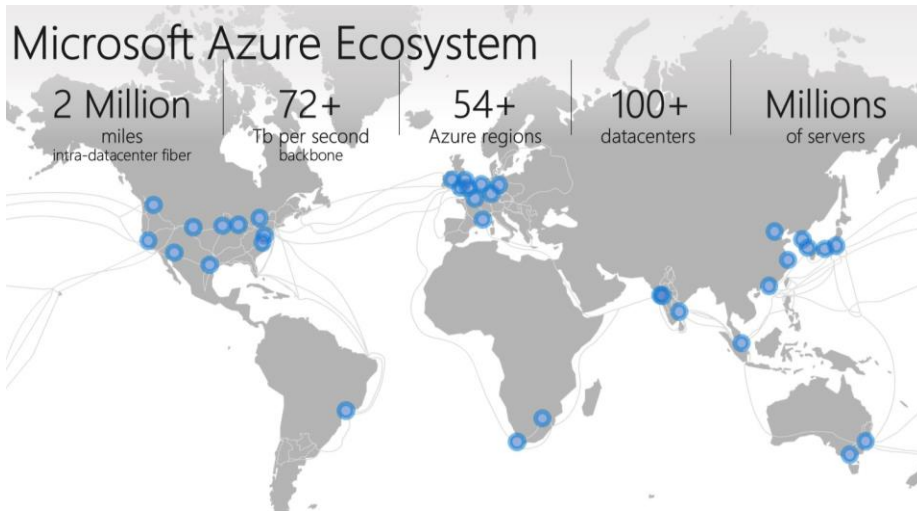 Microsoft Azure Ecosystem
2 Million
miles
intra-datacenter fiber
72+
Tb per second
backbone
54+
Azure regions
100+
datacenters
Millions
of servers